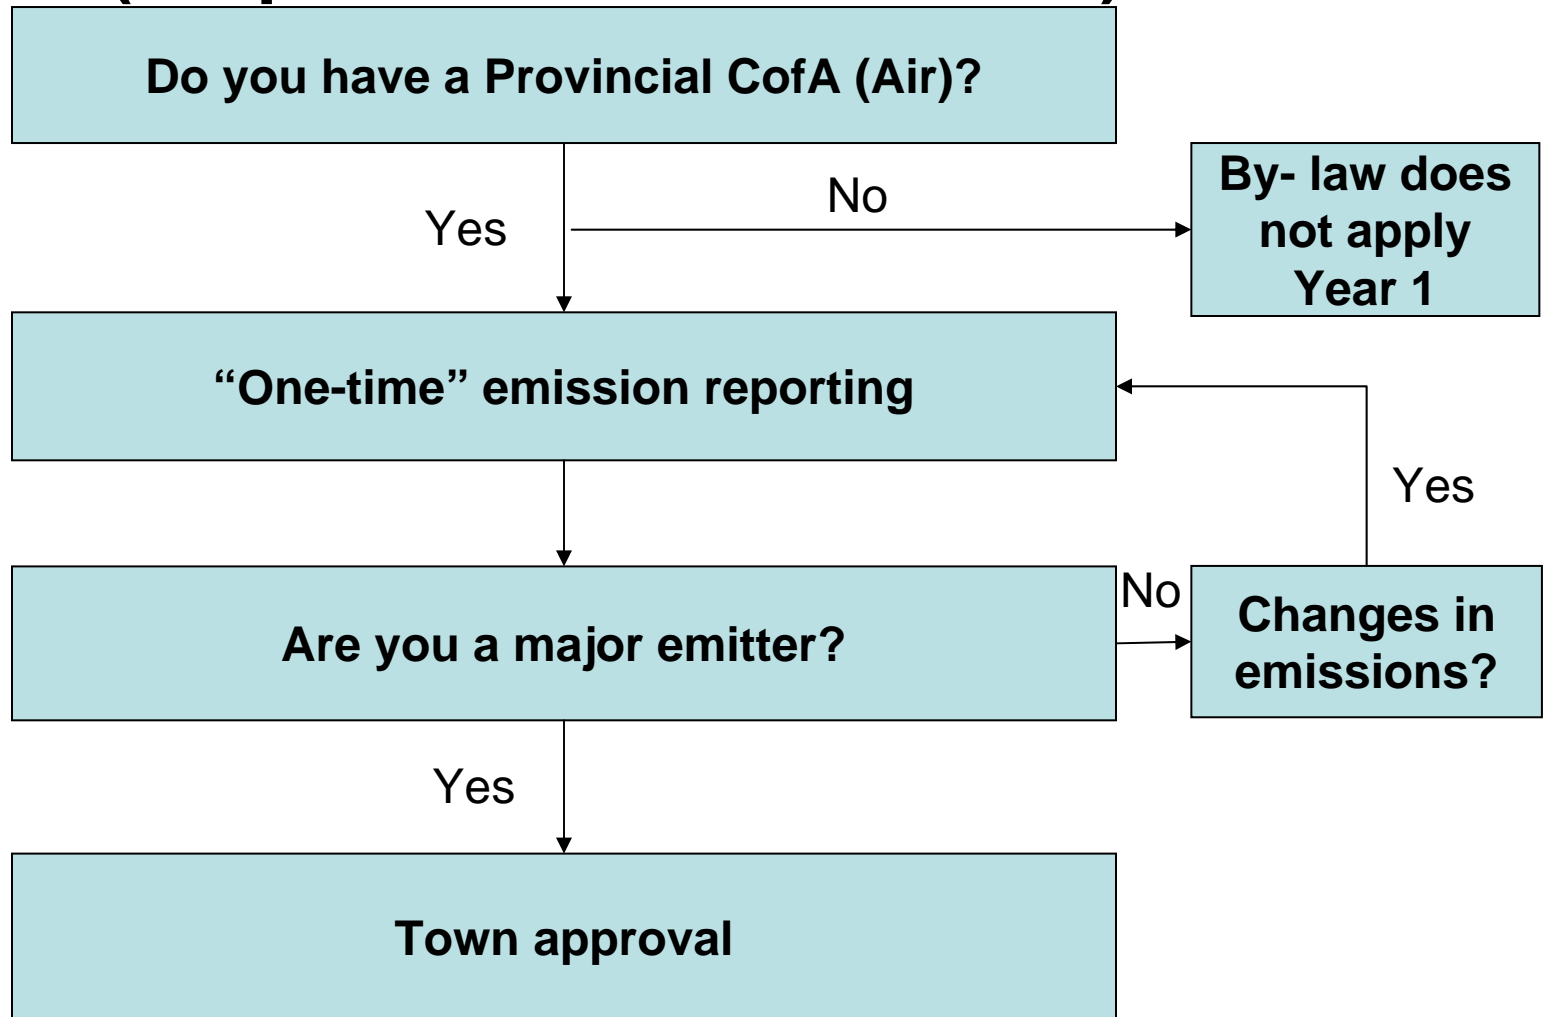 Do you have a Provincial CofA (Air)?
No
By- law does
not apply
Year 1
Yes
“One-time” emission reporting
Yes
Are you a major emitter?
No
Changes in
emissions?
Yes
Town approval